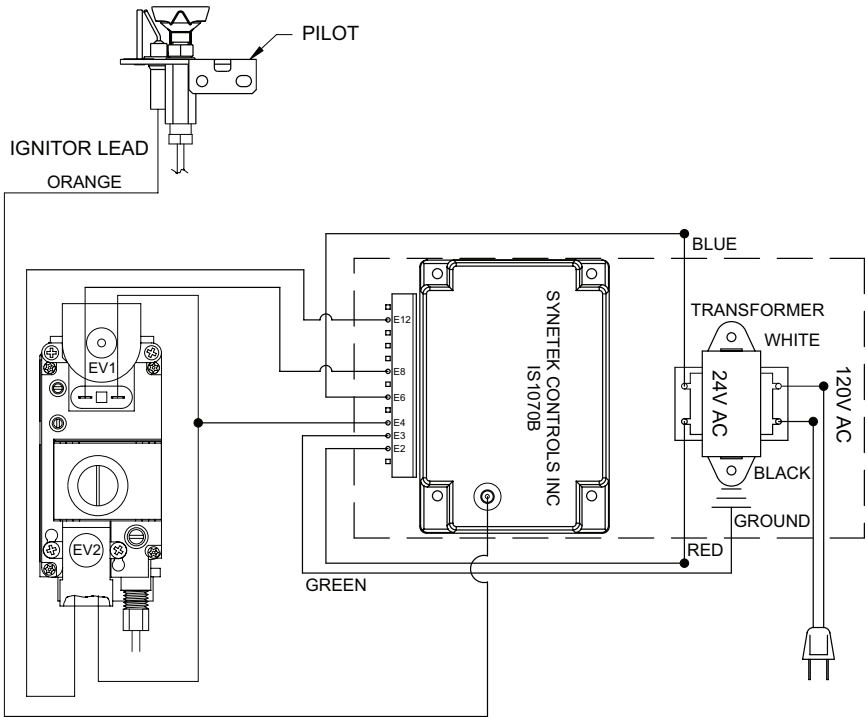 PILOT
IGNITOR LEAD
ORANGE
BLUE
TRANSFORMER
WHITE
24V AC
120V AC
BLACK
GROUND
RED
GREEN
SYNETEK CONTROLS INC
IS1070B
E12
E8
E6
E4
E3
E2
EV1
EV2